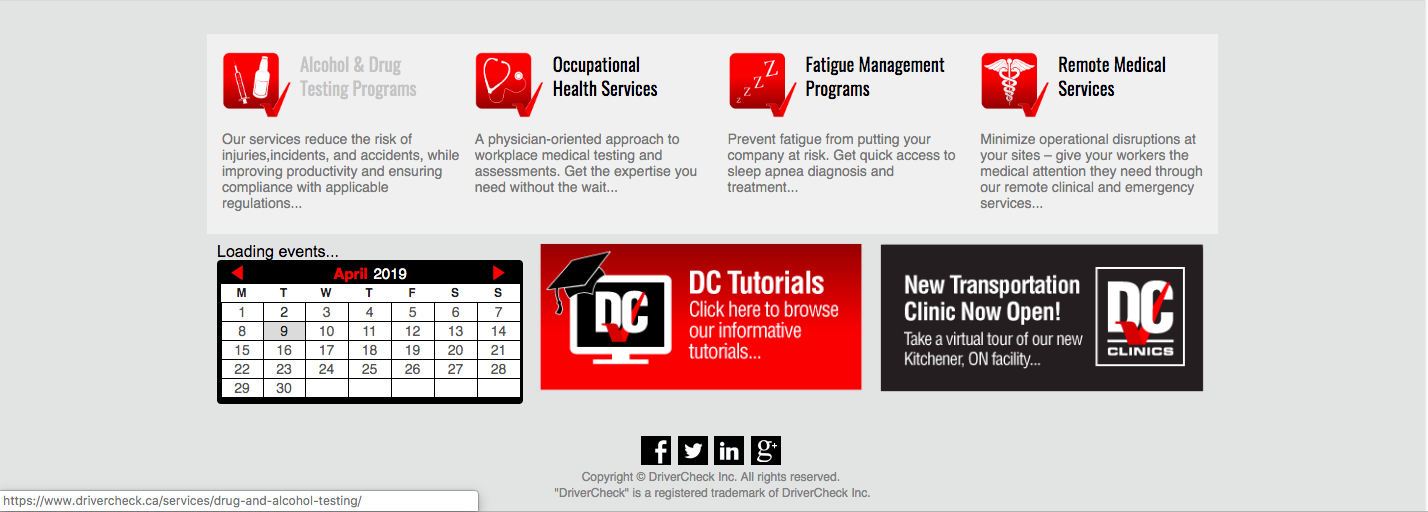 Alcohol & Drug
Testing Programs
Our services reduce the risk of
injuries,incidents, and accidents, while
improving productivity and ensuring
compliance with applicable
regulations...
Occupational
Health Services
A physician-oriented approach to
workplace medical testing and
assessments. Get the expertise you
need without the wait...
z z z Z Z
Fatigue Management
Programs
Prevent fatigue from putting your
company at risk. Get quick access to
sleep apnea diagnosis and
treatment...
Remote Medical
Services
Minimize operational disruptions at
your sites – give your workers the
medical attention they need through
our remote clinical and emergency
services...
Loading events...
April 2019
M T W T F S S
1 2 3 4 5 6 7
8 9 10 11 12 13 14
15 16 17 18 19 20 21
22 23 24 25 26 27 28
29 30
DC
DC Tutorials
Click here to browse
our informative
tutorials...
New Transportation
Clinic Now Open!
Take a virtual tour of our new
Kitchener, ON facility...
DC
CLINICS
f in g+
Copyright © DriverCheck Inc. All rights reserved.
"DriverCheck" is a registered trademark of DriverCheck Inc.
https://www.drivercheck.ca/services/drug-and-alcohol-testing/